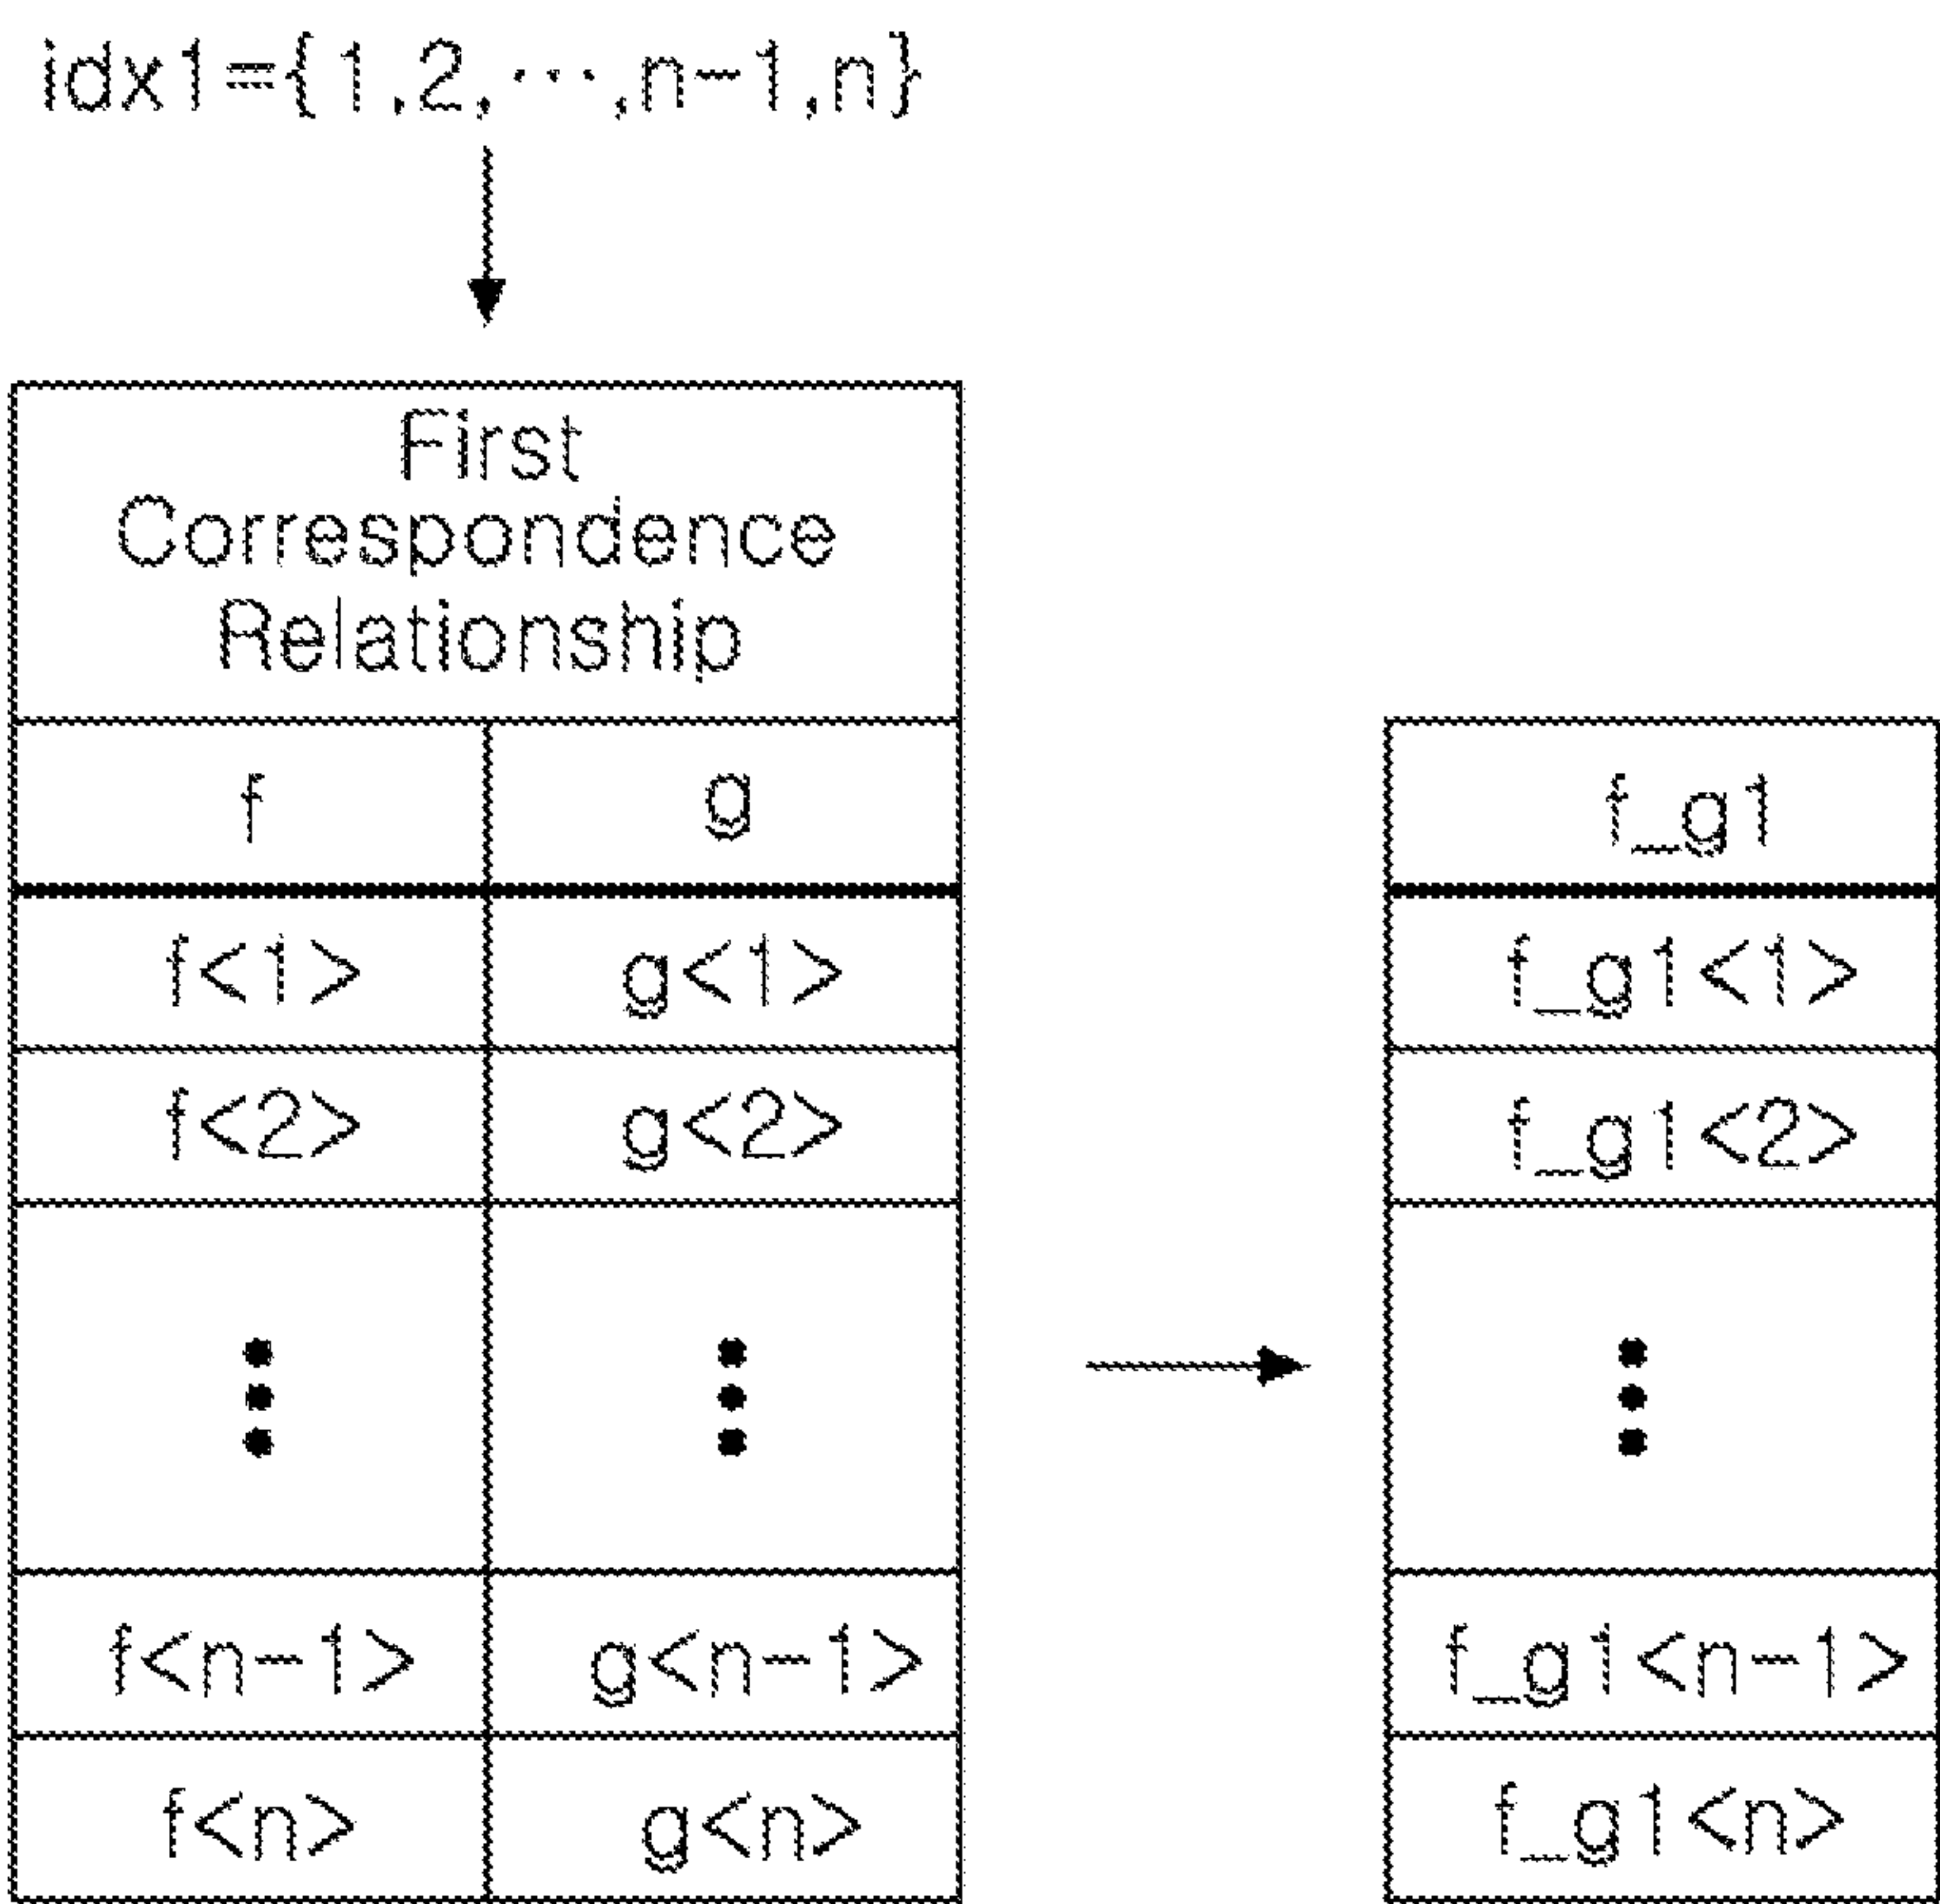 idx1={1,2,···,n-1,n}
First
Correspondence
Relationship
f g
f<1> g<1>
f<2> g<2>
f<n-1> g<n-1>
f<n> g<n>
f_g1
f_g1<1>
f_g1<2>
f_g1<n-1>
f_g1<n>